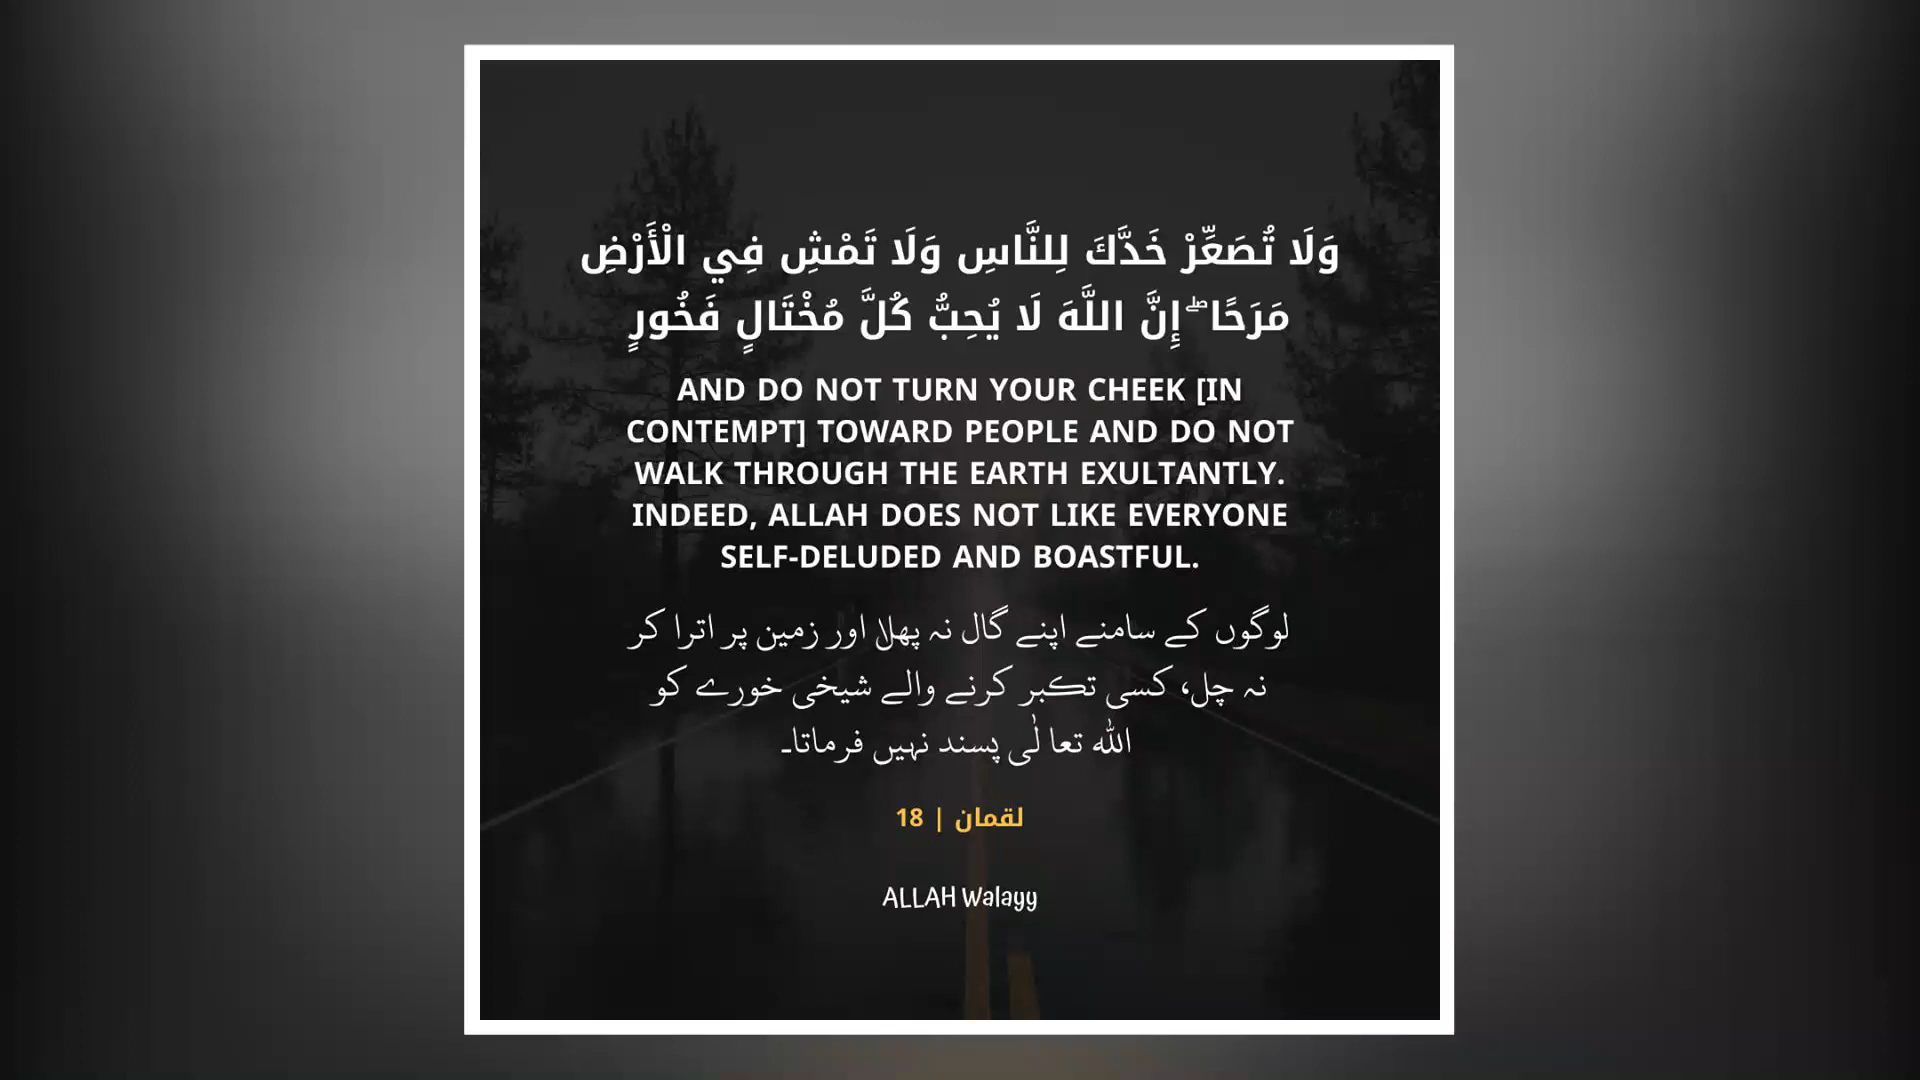 وَلَا تُصَعِّرْ خَدَّكَ لِلنَّاسِ وَلَا تَمْشِ فِي الْأَرْضِ
مَرَحًا ۖ إِنَّ اللَّهَ لَا يُحِبُّ كُلَّ مُخْتَالٍ فَخُورٍ
AND DO NOT TURN YOUR CHEEK [IN
CONTEMPT] TOWARD PEOPLE AND DO NOT
WALK THROUGH THE EARTH EXULTANTLY.
INDEED, ALLAH DOES NOT LIKE EVERYONE
SELF-DELUDED AND BOASTFUL.
لوگوں کے سامنے اپنے گال نہ پھلا اور زمین پر اترا کر
نہ چل، کسی تکبر کرنے والے شیخی خورے کو
اللہ تعا لٰی پسند نہیں فرماتا۔
لقمان | 18
ALLAH Walayy